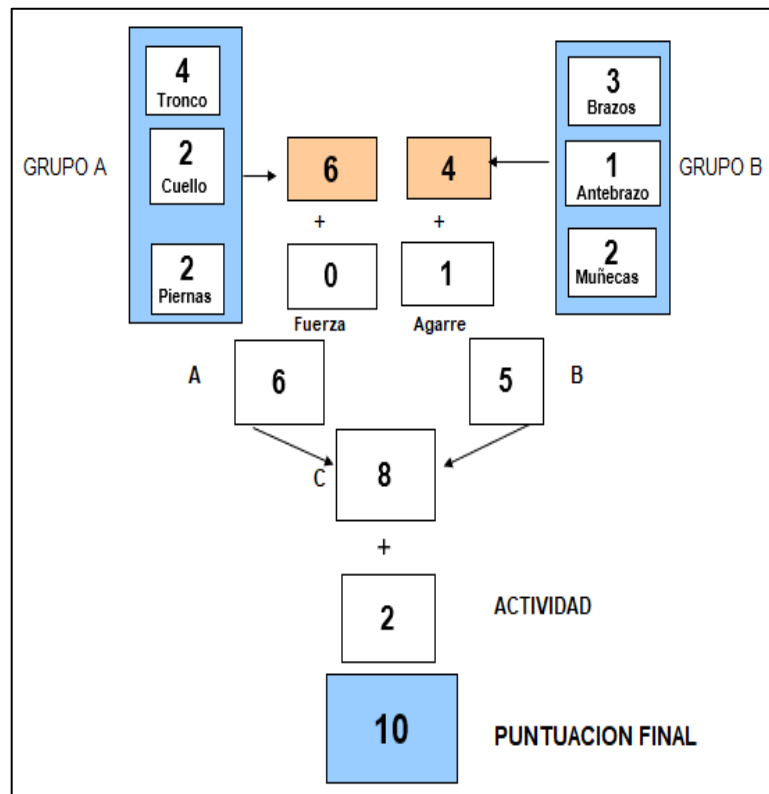 4
Tronco
3
Brazos
GRUPO A
2
Cuello
6
4
1
Antebrazo
GRUPO B
+
+
2
Piernas
0
1
2
Muñecas
Fuerza
Agarre
A
6
5
B
C
8
+
2
ACTIVIDAD
10
PUNTUACION FINAL